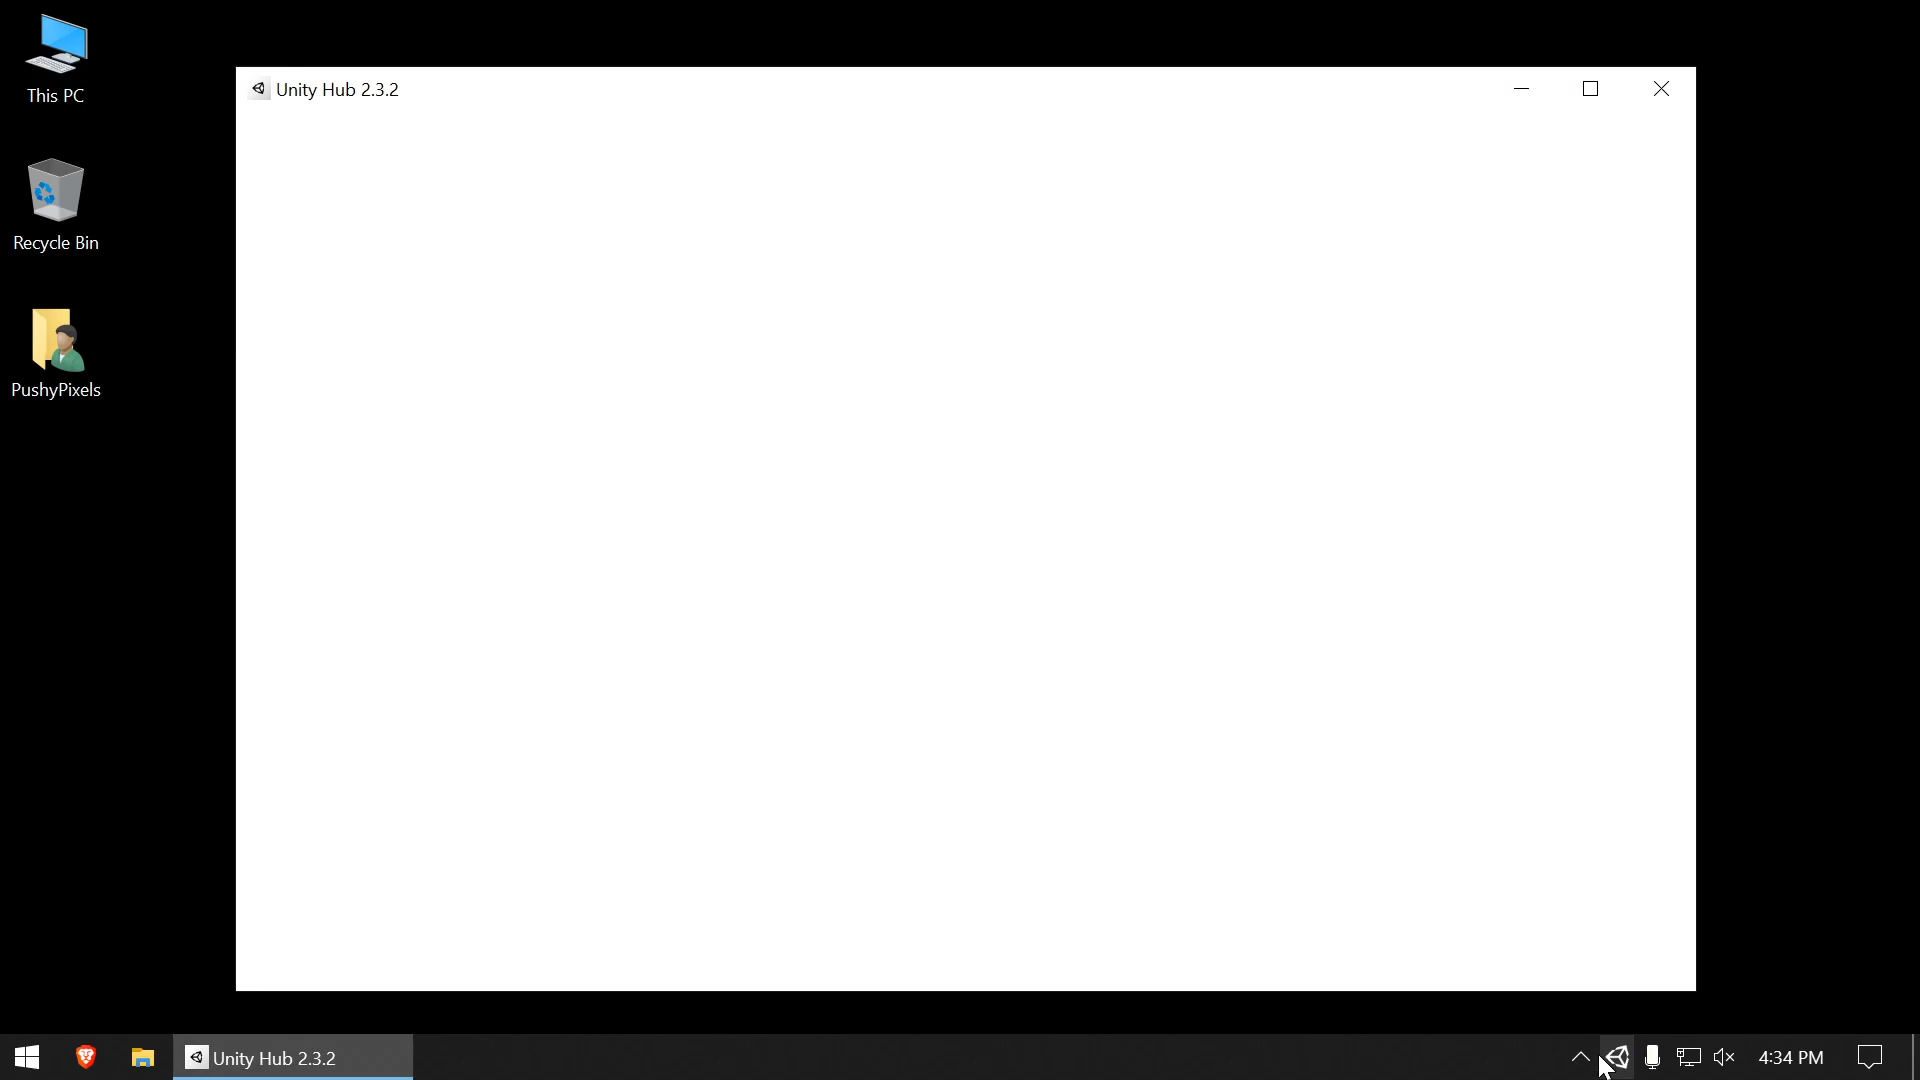 This PC
Unity Hub 2.3.2
Recycle Bin
PushyPixels
Unity Hub 2.3.2
4:34 PM